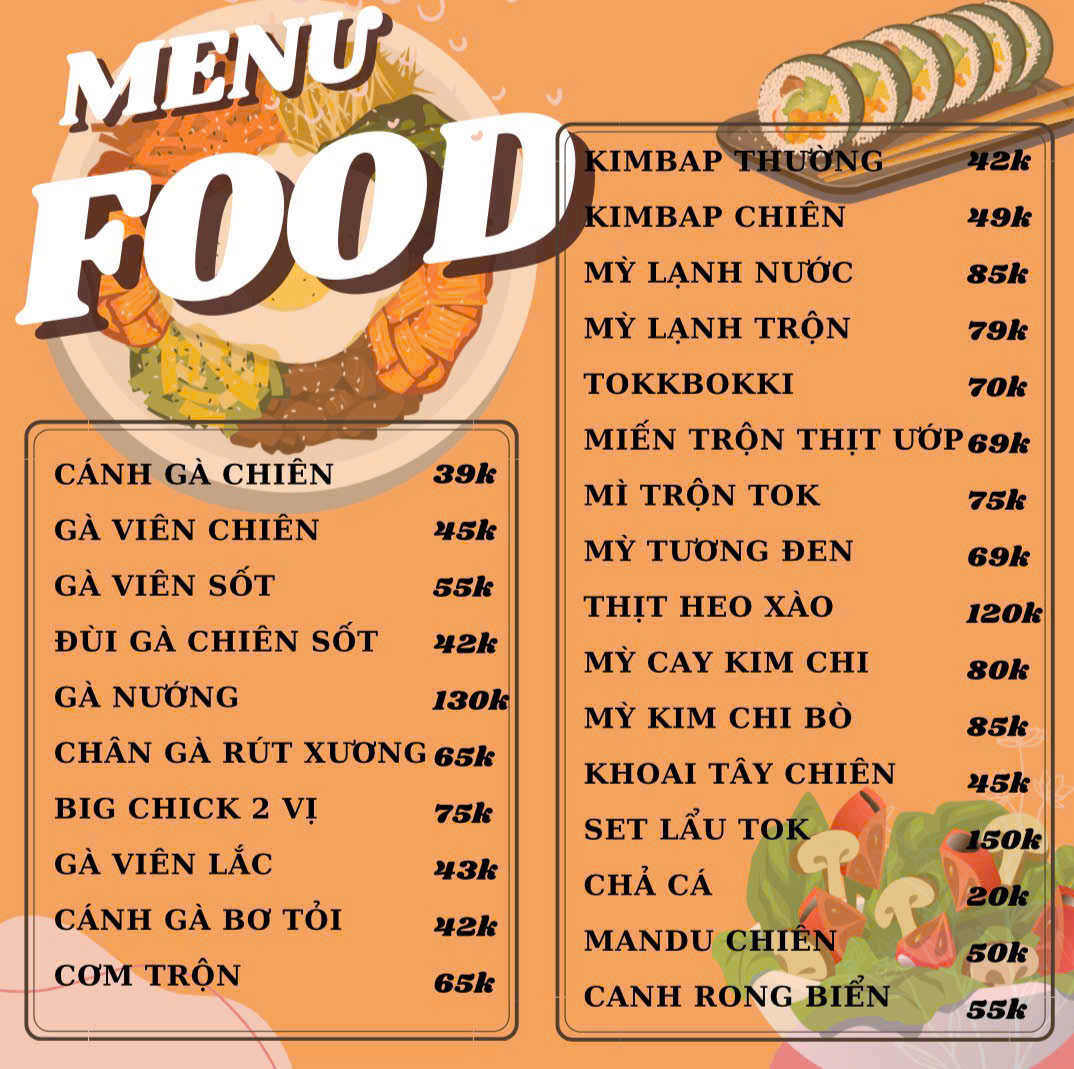 MENU
FOOD
CÁNH GÀ CHIÊN 39k
GÀ VIÊN CHIÊN 45k
GÀ VIÊN SỐT 55k
ĐÙI GÀ CHIÊN SỐT 42k
GÀ NƯỚNG 130k
CHÂN GÀ RÚT XƯƠNG 65k
BIG CHICK 2 VỊ 75k
GÀ VIÊN LẮC 43k
CÁNH GÀ BƠ TỎI 42k
CƠM TRỘN 65k
KIMBAP THƯỜNG 42k
KIMBAP CHIÊN 49k
MỲ LẠNH NƯỚC 85k
MỲ LẠNH TRỘN 79k
TOKKBOKKI 70k
MIẾN TRỘN THỊT ƯỚP 69k
MÌ TRỘN TOK 75k
MỲ TƯƠNG ĐEN 69k
THỊT HEO XÀO 120k
MỲ CAY KIM CHI 80k
MỲ KIM CHI BÒ 85k
KHOAI TÂY CHIÊN 45k
SET LẨU TOK 150k
CHẢ CÁ 20k
MANDU CHIÊN 50k
CANH RONG BIỂN 55k